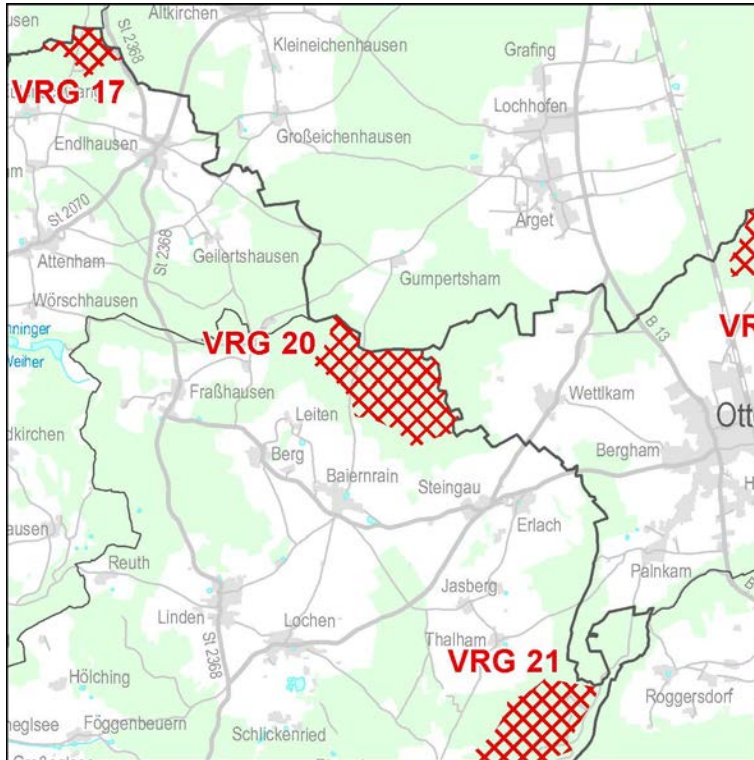 Altkirchen
St 2368
Kleineichenhausen
Grafing
VRG 17
Lochhofen
Großeichenhausen
Endlhausen
St 2070
Arget
St 2368
Geilertshausen
Attenham
Gumpertsham
Wörschhausen
VRG 20
B 13
VR
Weiher
Fraßhausen
Wettlkam
Leiten
Ott
Bergham
Berg
Baiernrain
Steingau
Erlach
Reuth
Palnkam
Jasberg
Linden
Lochen
Thalham
St 2368
VRG 21
Hölching
Roggersdorf
Föggenbeuern
Schlickenried